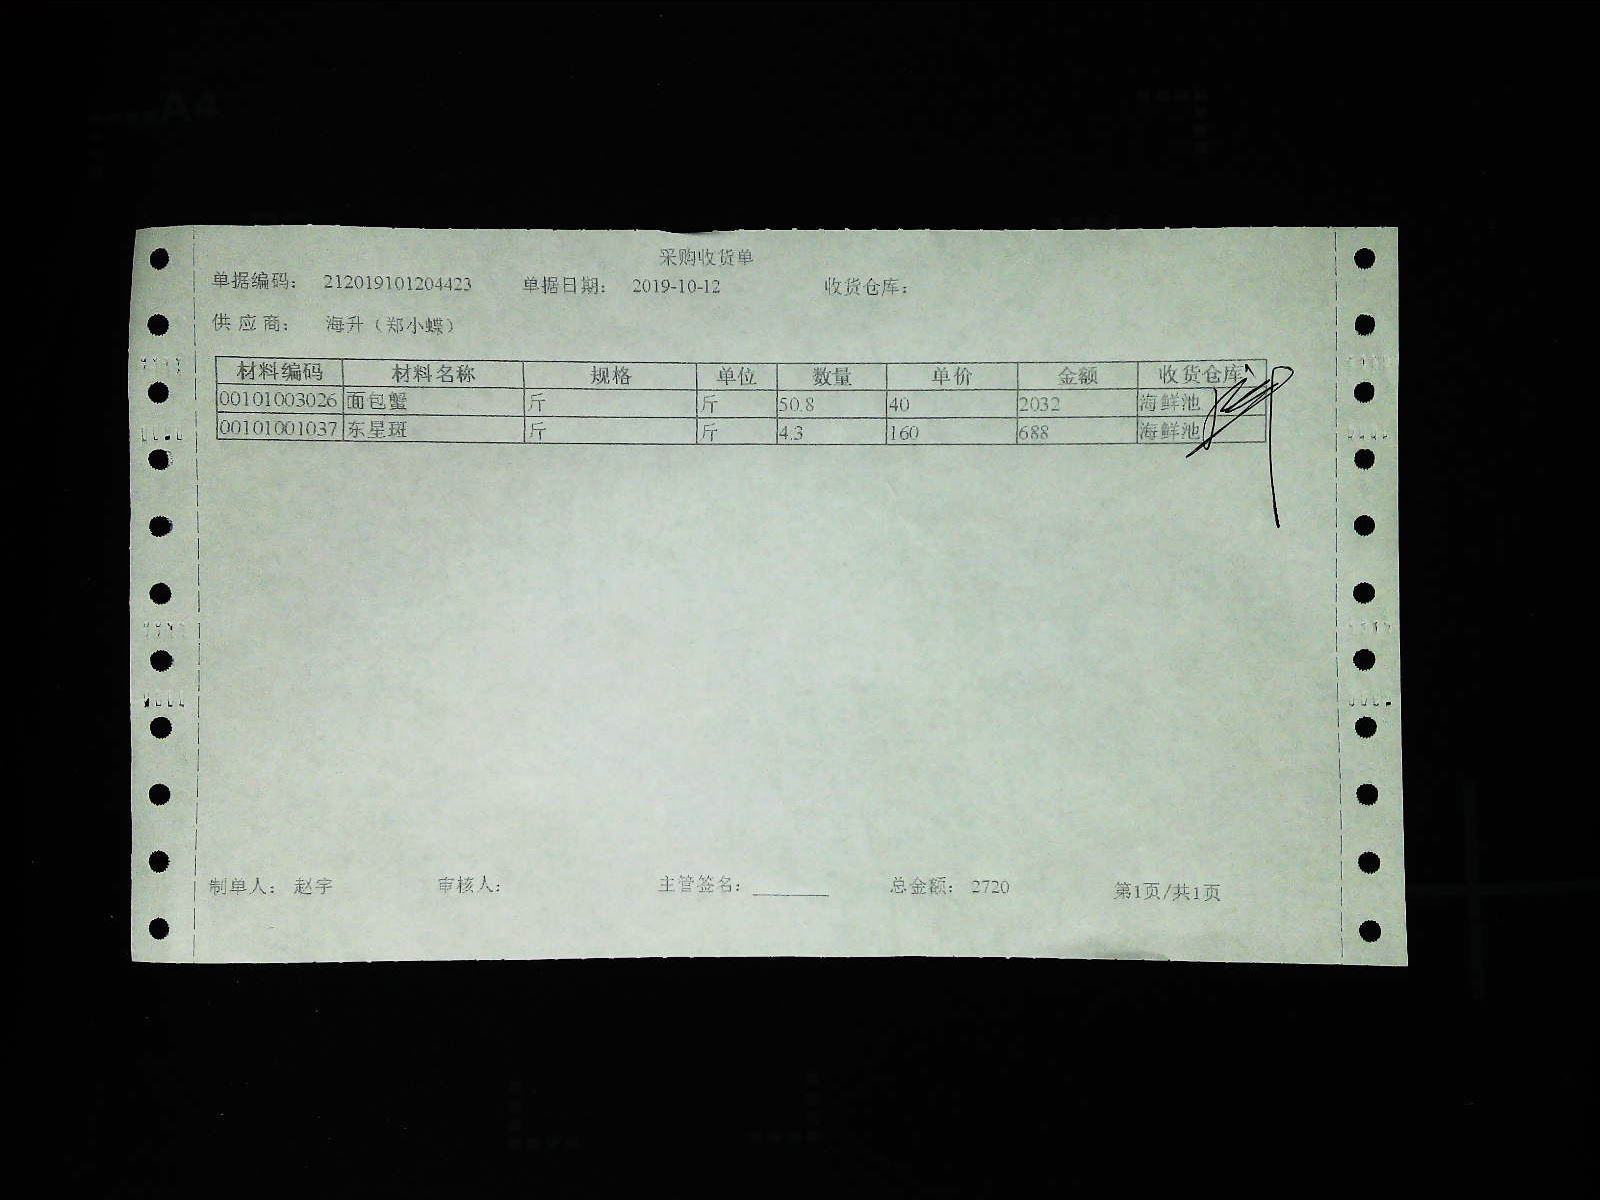 采购收货单
单据编码： 212019101204423 单据日期： 2019-10-12 收货仓库：
供 应 商： 海升（郑小蝶）
材料编码 材料名称 规格 单位 数量 单价 金额 收货仓库
00101003026 面包蟹 斤 斤 50.8 40 2032 海鲜池
00101001037 东星斑 斤 斤 4.3 160 688 海鲜池
制单人： 赵宇 审核人： 主管签名： 总金额： 2720 第1页/共1页